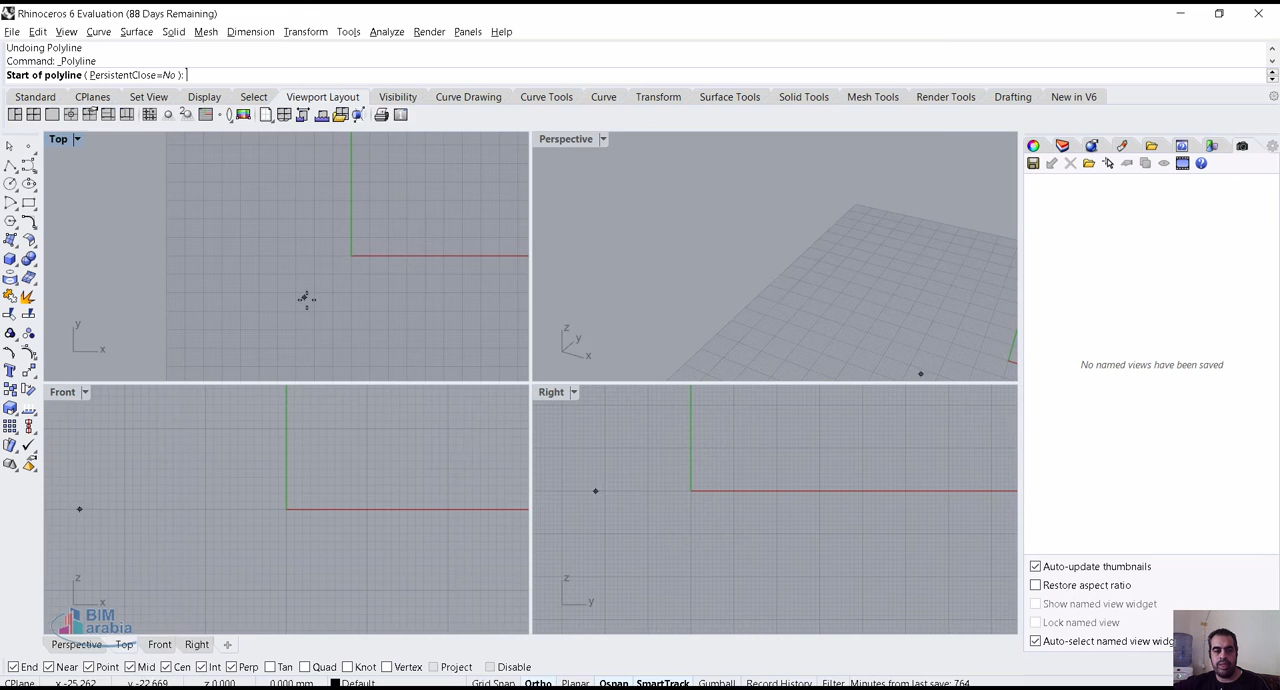 Rhinoceros 6 Evaluation (88 Days Remaining)
File Edit View Curve Surface Solid Mesh Dimension Transform Tools Analyze Render Panels Help
Undoing Polyline
Command: _Polyline
Start of polyline ( PersistentClose=No ):
Standard CPlanes Set View Display Select Viewport Layout Visibility Curve Drawing Curve Tools Curve Transform Surface Tools Solid Tools Mesh Tools Render Tools Drafting New in V6
Top
Perspective
y
x
z
y
x
No named views have been saved
Front
Right
z
x
z
y
BIM
arabia
Auto-update thumbnails
Restore aspect ratio
Show named view widget
Lock named view
Auto-select named view widg
Perspective Top Front Right
End Near Point Mid Cen Int Perp Tan Quad Knot Vertex Project Disable
CPlane x -25.262 y -22.669 z 0.000 0.000 mm Default Grid Snap Ortho Planar Osnap SmartTrack Gumball Record History Filter Minutes from last save: 764